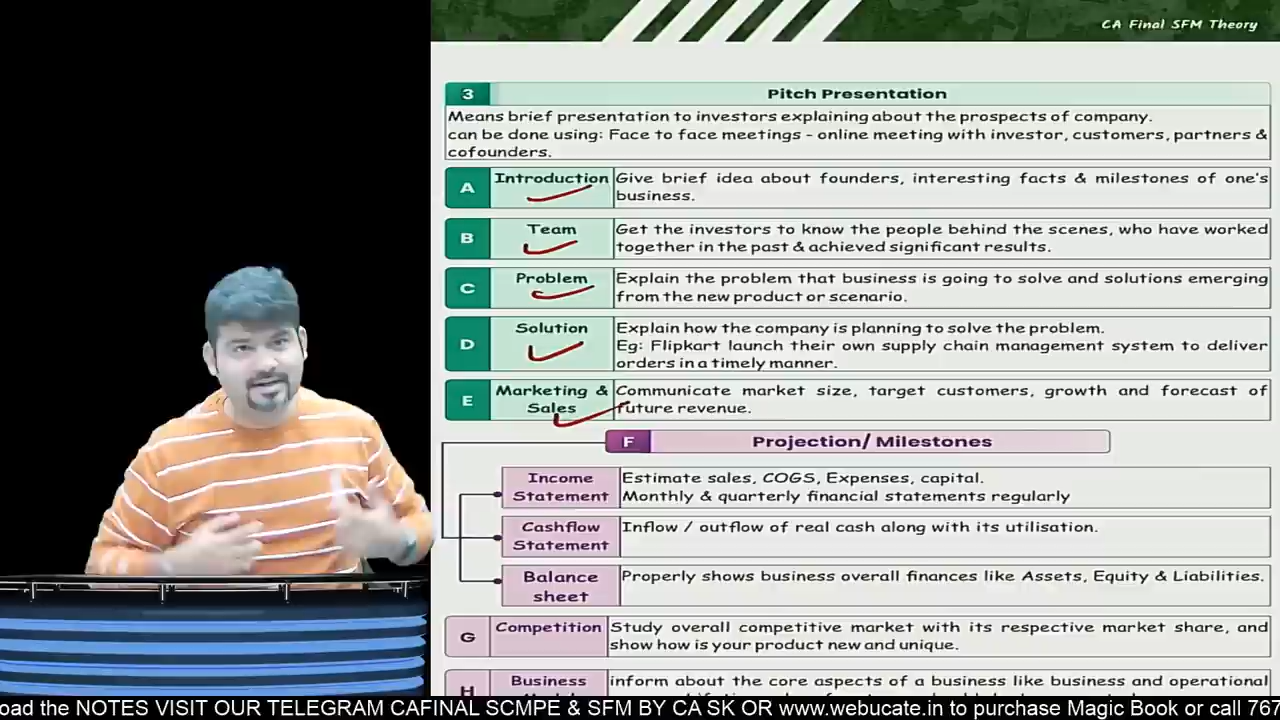 CA Final SFM Theory
3 Pitch Presentation
Means brief presentation to investors explaining about the prospects of company.
can be done using: Face to face meetings - online meeting with investor, customers, partners &
cofounders.
A Introduction Give brief idea about founders, interesting facts & milestones of one's
business.
B Team Get the investors to know the people behind the scenes, who have worked
together in the past & achieved significant results.
C Problem Explain the problem that business is going to solve and solutions emerging
from the new product or scenario.
D Solution Explain how the company is planning to solve the problem.
Eg: Flipkart launch their own supply chain management system to deliver
orders in a timely manner.
E Marketing & Communicate market size, target customers, growth and forecast of
Sales future revenue.
F Projection/ Milestones
Income Estimate sales, COGS, Expenses, capital.
Statement Monthly & quarterly financial statements regularly
Cashflow Inflow / outflow of real cash along with its utilisation.
Statement
Balance Properly shows business overall finances like Assets, Equity & Liabilities.
sheet
G Competition Study overall competitive market with its respective market share, and
show how is your product new and unique.
H Business inform about the core aspects of a business like business and operational
oad the NOTES VISIT OUR TELEGRAM CAFINAL SCMPE & SFM BY CA SK OR www.webucate.in to purchase Magic Book or call 767